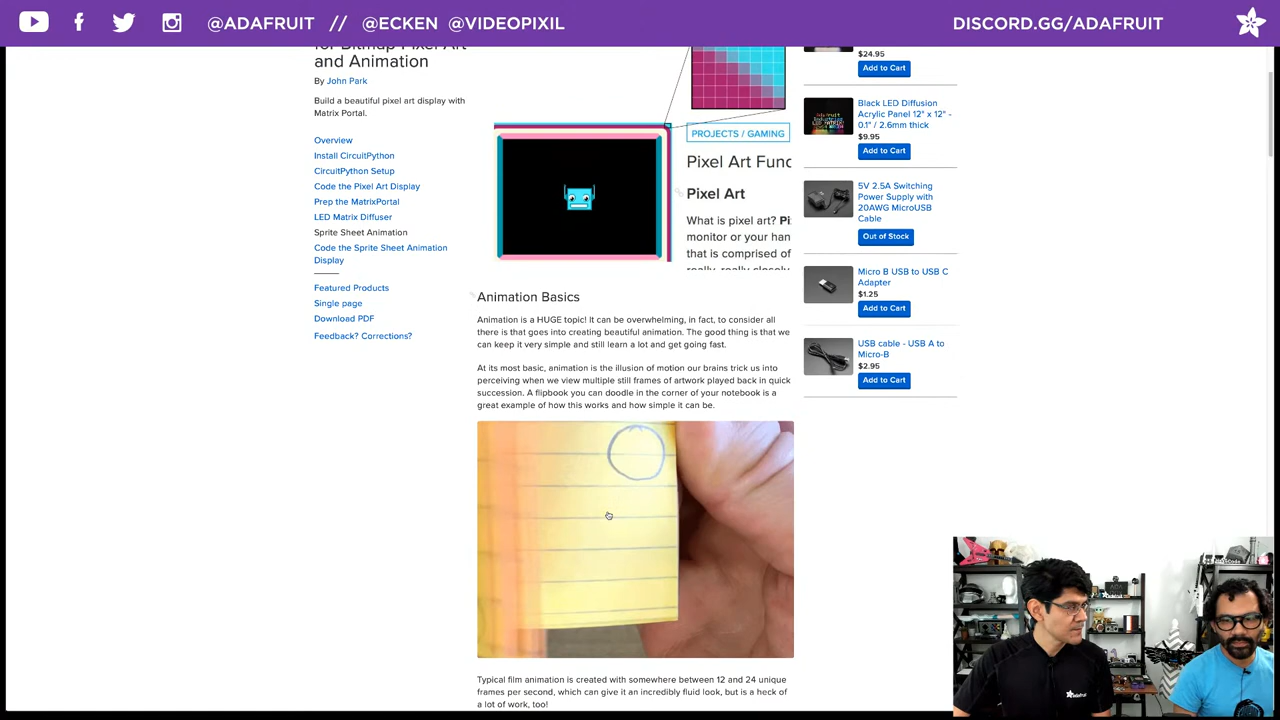 @ADAFRUIT // @ECKEN @VIDEOPIXIL
DISCORD.GG/ADAFRUIT
for Bitmap Pixel Art
and Animation
By John Park
Build a beautiful pixel art display with
Matrix Portal.
Overview
Install CircuitPython
CircuitPython Setup
Code the Pixel Art Display
Prep the MatrixPortal
LED Matrix Diffuser
Sprite Sheet Animation
Code the Sprite Sheet Animation
Display
Featured Products
Single page
Download PDF
Feedback? Corrections?
PROJECTS / GAMING
Pixel Art Fund
Pixel Art
What is pixel art? Pi
monitor or your han
that is comprised of
really, really closely
Animation Basics
Animation is a HUGE topic! It can be overwhelming, in fact, to consider all
there is that goes into creating beautiful animation. The good thing is that we
can keep it very simple and still learn a lot and get going fast.
At its most basic, animation is the illusion of motion our brains trick us into
perceiving when we view multiple still frames of artwork played back in quick
succession. A flipbook you can doodle in the corner of your notebook is a
great example of how this works and how simple it can be.
Typical film animation is created with somewhere between 12 and 24 unique
frames per second, which can give it an incredibly fluid look, but is a heck of
a lot of work, too!
$24.95
Add to Cart
Black LED Diffusion
Acrylic Panel 12" x 12" -
0.1" / 2.6mm thick
$9.95
Add to Cart
5V 2.5A Switching
Power Supply with
20AWG MicroUSB
Cable
Out of Stock
Micro B USB to USB C
Adapter
$1.25
Add to Cart
USB cable - USB A to
Micro-B
$2.95
Add to Cart
adafruit